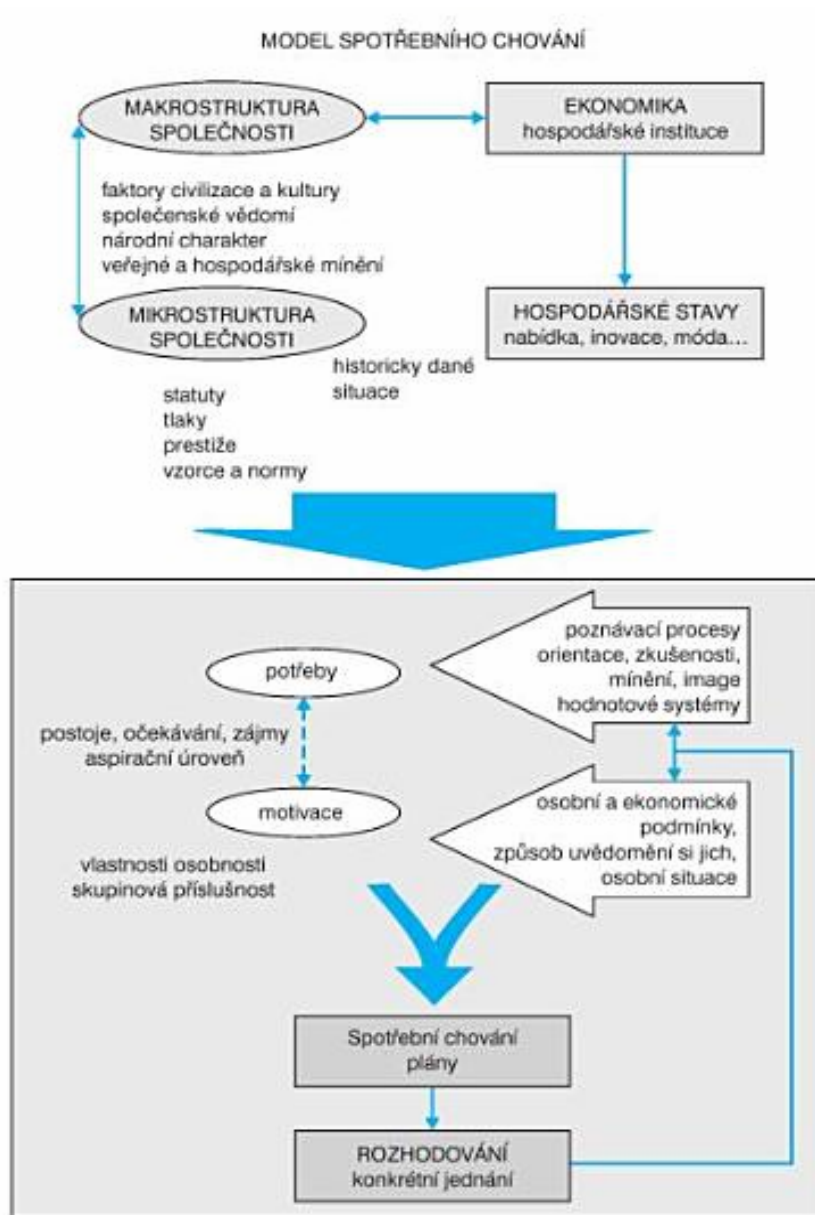 MODEL SPOTŘEBNÍHO CHOVÁNÍ
MAKROSTRUKTURA
SPOLEČNOSTI
EKONOMIKA
hospodářské instituce
faktory civilizace a kultury
společenské vědomí
národní charakter
veřejné a hospodářské mínění
MIKROSTRUKTURA
SPOLEČNOSTI
HOSPODÁŘSKÉ STAVY
nabídka, inovace, móda...
historicky dané
situace
statuty
tlaky
prestiže
vzorce a normy
potřeby
poznávací procesy
orientace, zkušenosti,
mínění, image
hodnotové systémy
postoje, očekávání, zájmy
aspirační úroveň
motivace
osobní a ekonomické
podmínky,
způsob uvědomění si jich,
osobní situace
vlastnosti osobnosti
skupinová příslušnost
Spotřební chování
plány
ROZHODOVÁNÍ
konkrétní jednání